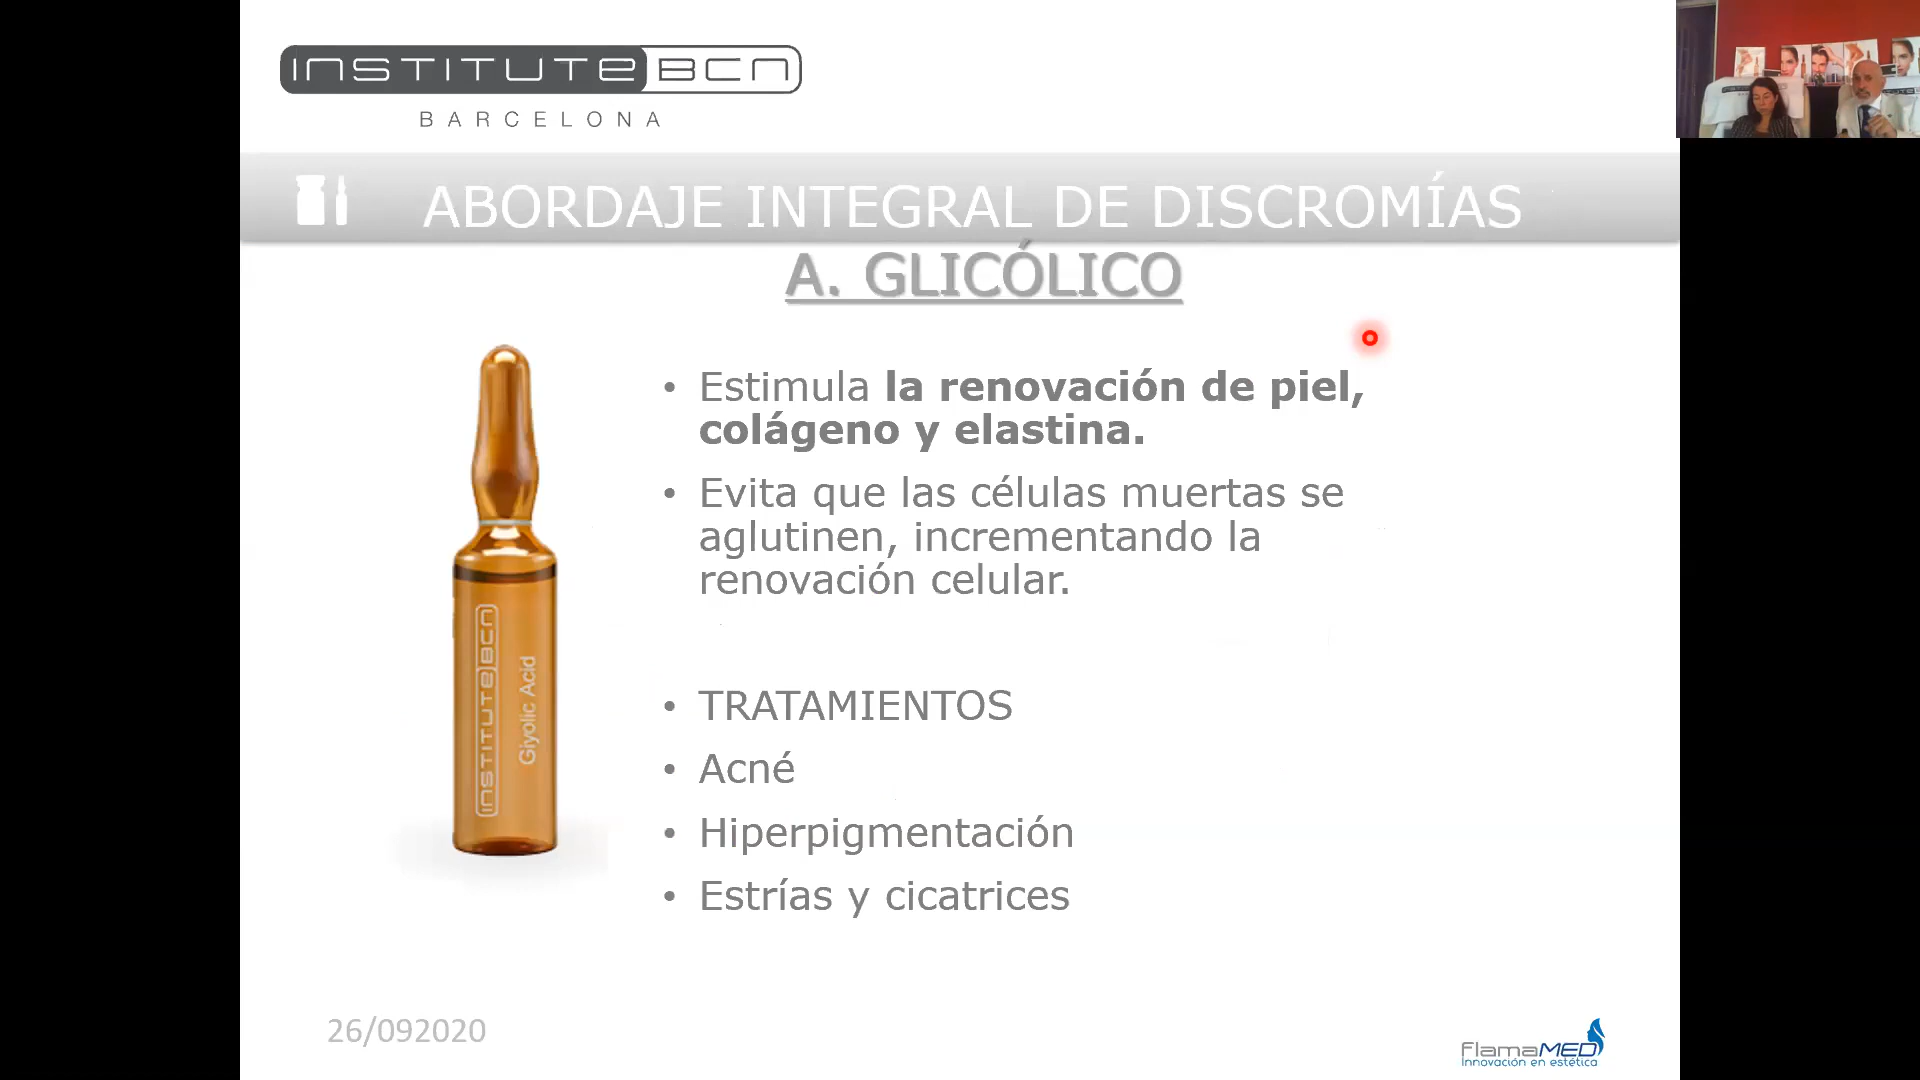 INSTITUTE BCN
BARCELONA
ABORDAJE INTEGRAL DE DISCROMÍAS
A. GLICÓLICO
• Estimula la renovación de piel,
colágeno y elastina.
• Evita que las células muertas se
aglutinen, incrementando la
renovación celular.
• TRATAMIENTOS
• Acné
• Hiperpigmentación
• Estrías y cicatrices
INSTITUTE BCN
Glyolic Acid
26/092020
FlamaMED
Innovación en estética